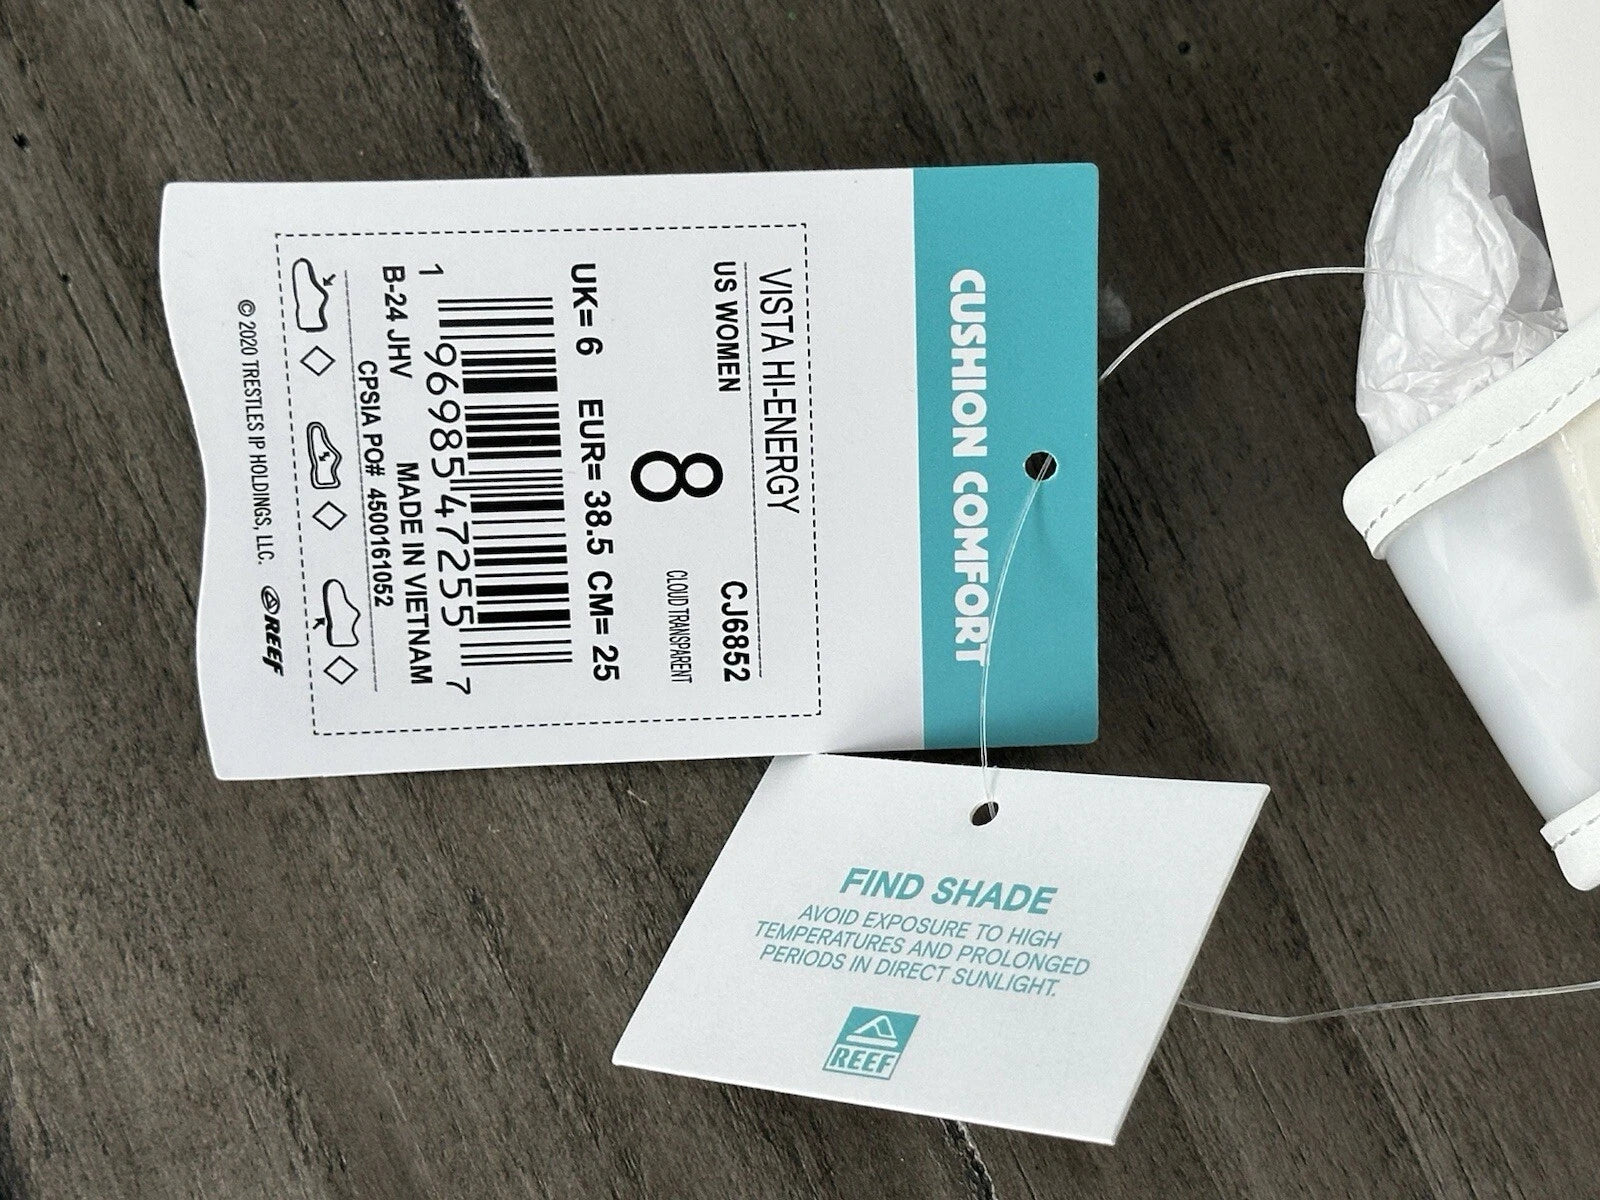 CUSHION COMFORT
VISTA HI-ENERGY
US WOMEN CJ6852
8 CLOUD TRANSPARENT
UK= 6 EUR= 38.5 CM= 25
1 96985 47255 7
B-24 JHV MADE IN VIETNAM
CPSIA PO# 4500161052
© 2020 TRESTLES IP HOLDINGS, LLC. REEF
FIND SHADE
AVOID EXPOSURE TO HIGH
TEMPERATURES AND PROLONGED
PERIODS IN DIRECT SUNLIGHT.
REEF